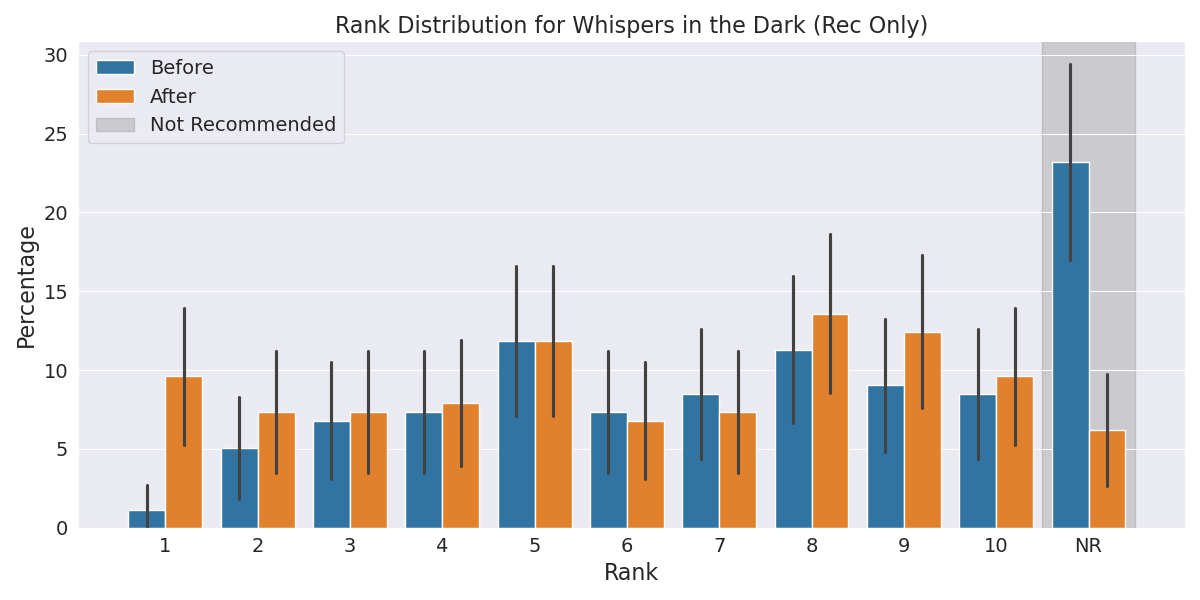 Rank Distribution for Whispers in the Dark (Rec Only)
Before
After
Not Recommended
Percentage
30
25
20
15
10
5
0
1 2 3 4 5 6 7 8 9 10 NR
Rank